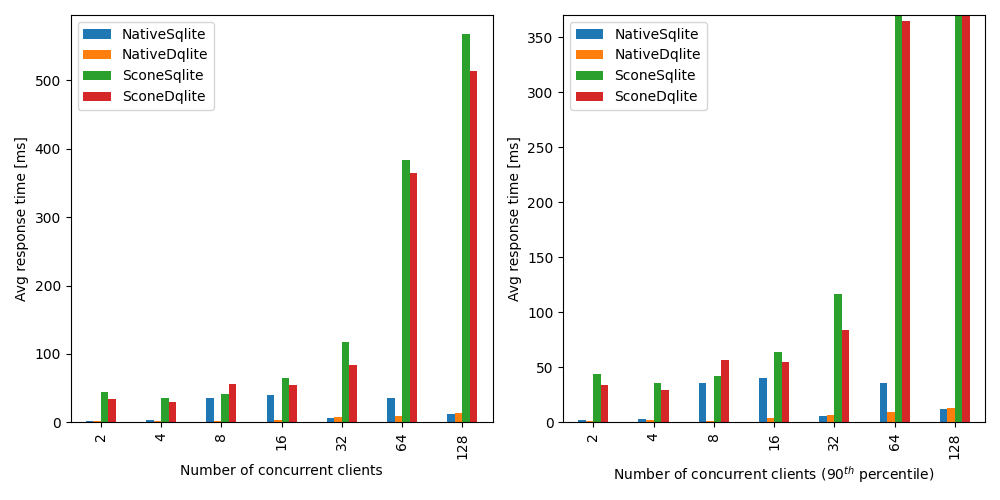 NativeSqlite
NativeDqlite
SconeSqlite
SconeDqlite
Avg response time [ms]
500
400
300
200
100
0
2 4 8 16 32 64 128
Number of concurrent clients
NativeSqlite
NativeDqlite
SconeSqlite
SconeDqlite
Avg response time [ms]
350
300
250
200
150
100
50
0
2 4 8 16 32 64 128
Number of concurrent clients (90th percentile)